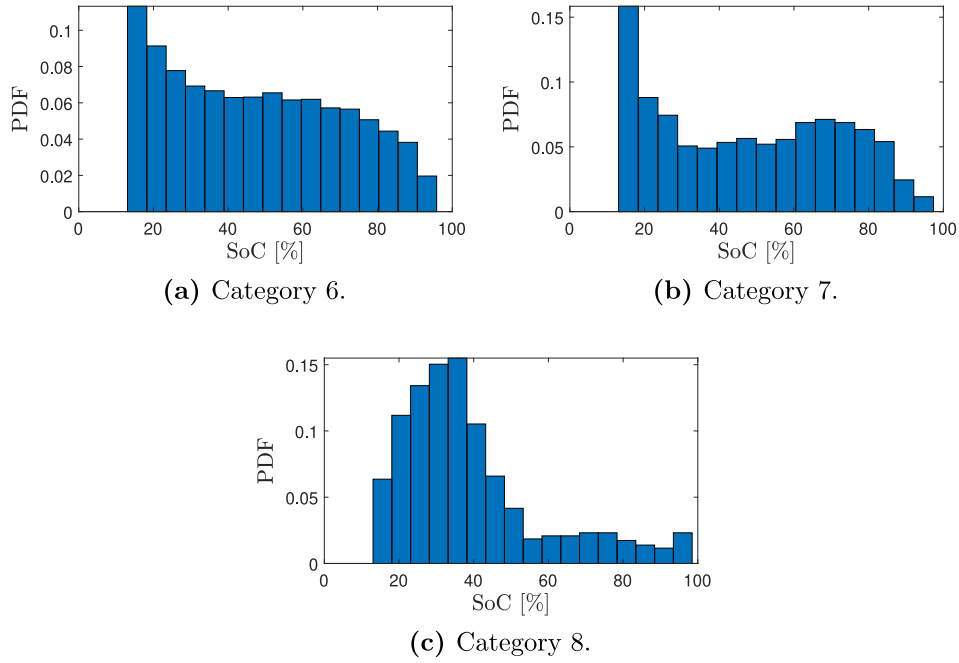 0.1
0.08
0.06
0.04
0.02
0
PDF
0 20 40 60 80 100
SoC [%]
(a) Category 6.
0.15
0.1
0.05
0
PDF
0 20 40 60 80 100
SoC [%]
(b) Category 7.
0.15
0.1
0.05
0
PDF
0 20 40 60 80 100
SoC [%]
(c) Category 8.